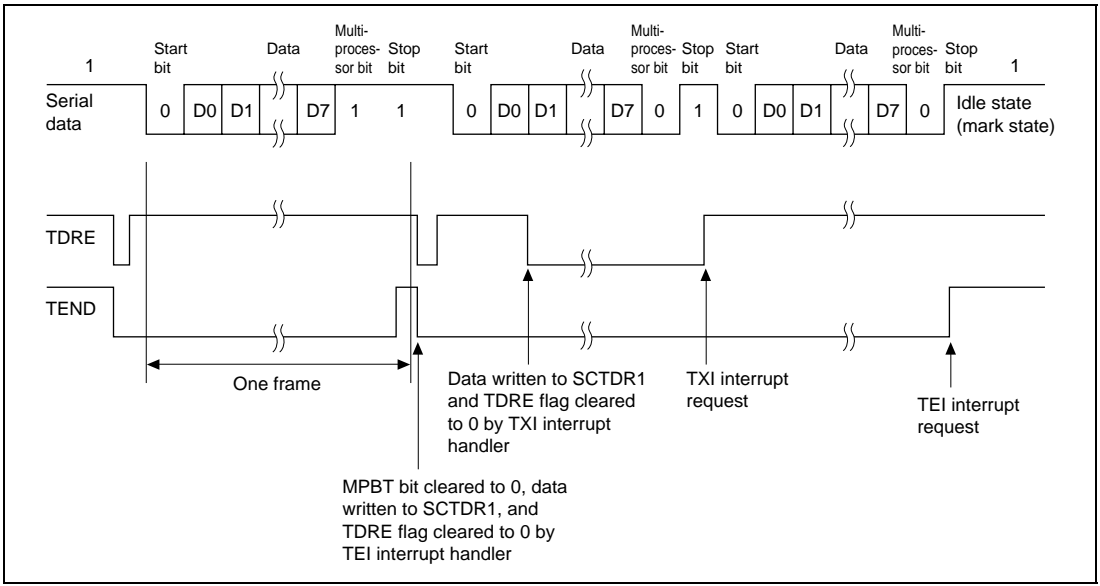 Multi- Multi- Multi-
Start Data proces- Stop Start Data proces- Stop Start Data proces- Stop
1 bit sor bit bit bit sor bit bit bit sor bit bit 1
Serial data
0 D0 D1 D7 1 1 0 D0 D1 D7 0 1 0 D0 D1 D7 0
Idle state
(mark state)
TDRE
TEND
One frame
Data written to SCTDR1
and TDRE flag cleared
to 0 by TXI interrupt
handler
TXI interrupt
request
TEI interrupt
request
MPBT bit cleared to 0, data
written to SCTDR1, and
TDRE flag cleared to 0 by
TEI interrupt handler